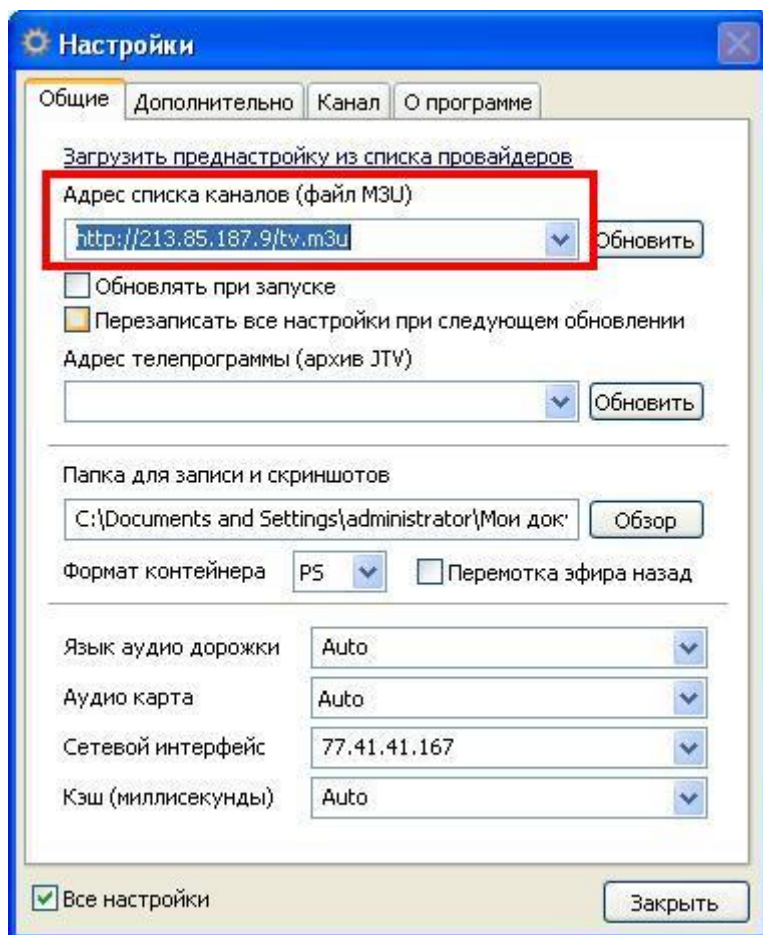 Настройки
Общие Дополнительно Канал О программе
Загрузить преднастройку из списка провайдеров
Адрес списка каналов (файл M3U)
http://213.85.187.9/tv.m3u Обновить
Обновлять при запуске
Перезаписать все настройки при следующем обновлении
Адрес телепрограммы (архив JTV)
Обновить
Папка для записи и скриншотов
C:\Documents and Settings\administrator\Мои док Обзор
Формат контейнера PS Перемотка эфира назад
Язык аудио дорожки Auto
Аудио карта Auto
Сетевой интерфейс 77.41.41.167
Кэш (миллисекунды) Auto
Все настройки Закрыть